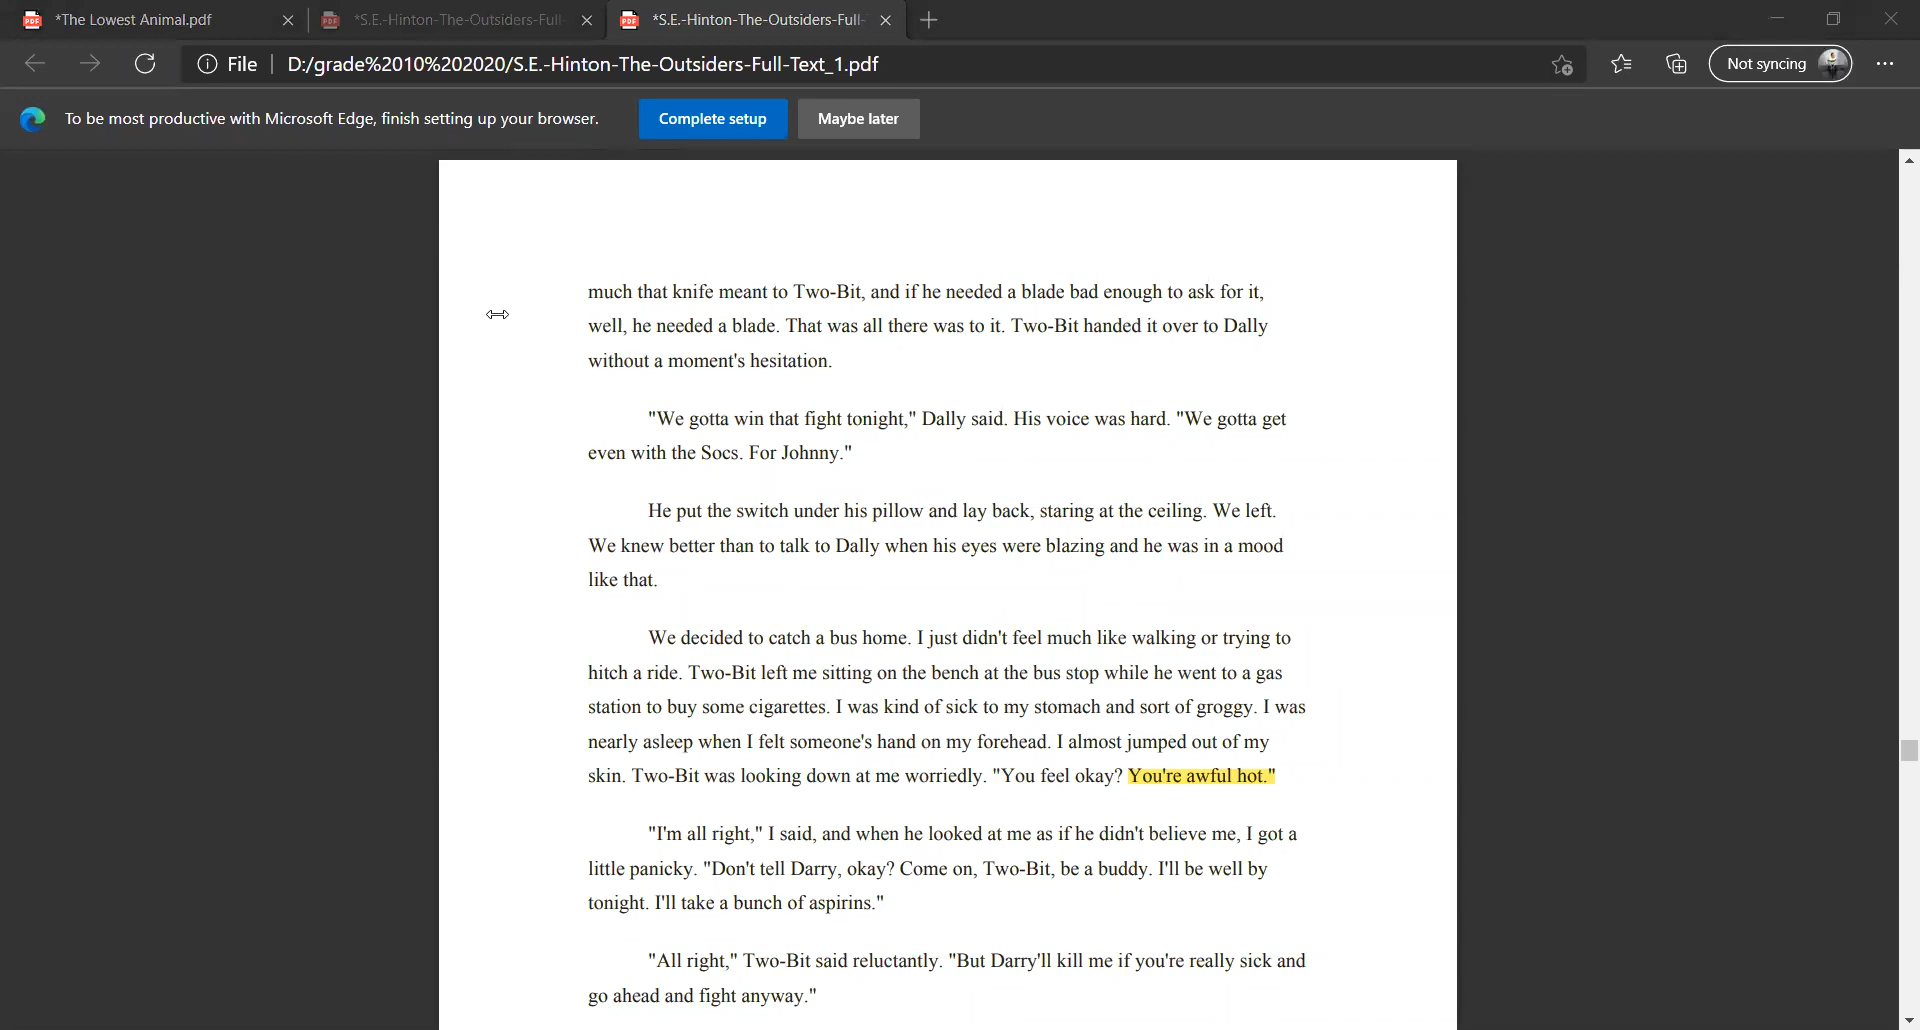 *The Lowest Animal.pdf
*S.E.-Hinton-The-Outsiders-Full-
*S.E.-Hinton-The-Outsiders-Full-
File
D:/grade%2010%202020/S.E.-Hinton-The-Outsiders-Full-Text_1.pdf
Not syncing
To be most productive with Microsoft Edge, finish setting up your browser.
Complete setup
Maybe later
much that knife meant to Two-Bit, and if he needed a blade bad enough to ask for it,
well, he needed a blade. That was all there was to it. Two-Bit handed it over to Dally
without a moment's hesitation.
"We gotta win that fight tonight," Dally said. His voice was hard. "We gotta get
even with the Socs. For Johnny."
He put the switch under his pillow and lay back, staring at the ceiling. We left.
We knew better than to talk to Dally when his eyes were blazing and he was in a mood
like that.
We decided to catch a bus home. I just didn't feel much like walking or trying to
hitch a ride. Two-Bit left me sitting on the bench at the bus stop while he went to a gas
station to buy some cigarettes. I was kind of sick to my stomach and sort of groggy. I was
nearly asleep when I felt someone's hand on my forehead. I almost jumped out of my
skin. Two-Bit was looking down at me worriedly. "You feel okay? You're awful hot."
"I'm all right," I said, and when he looked at me as if he didn't believe me, I got a
little panicky. "Don't tell Darry, okay? Come on, Two-Bit, be a buddy. I'll be well by
tonight. I'll take a bunch of aspirins."
"All right," Two-Bit said reluctantly. "But Darry'll kill me if you're really sick and
go ahead and fight anyway."